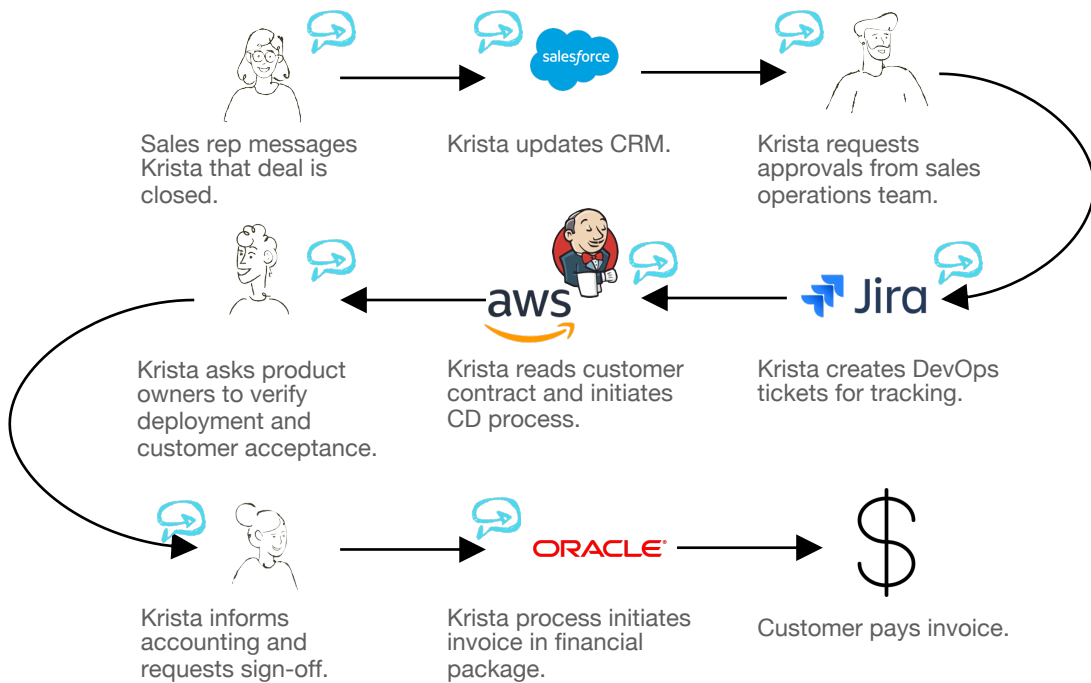 salesforce
Sales rep messages
Krista that deal is
closed.
Krista updates CRM.
Krista requests
approvals from sales
operations team.
Jira
Krista creates DevOps
tickets for tracking.
aws
Krista reads customer
contract and initiates
CD process.
Krista asks product
owners to verify
deployment and
customer acceptance.
Krista informs
accounting and
requests sign-off.
ORACLE®
Krista process initiates
invoice in financial
package.
$
Customer pays invoice.